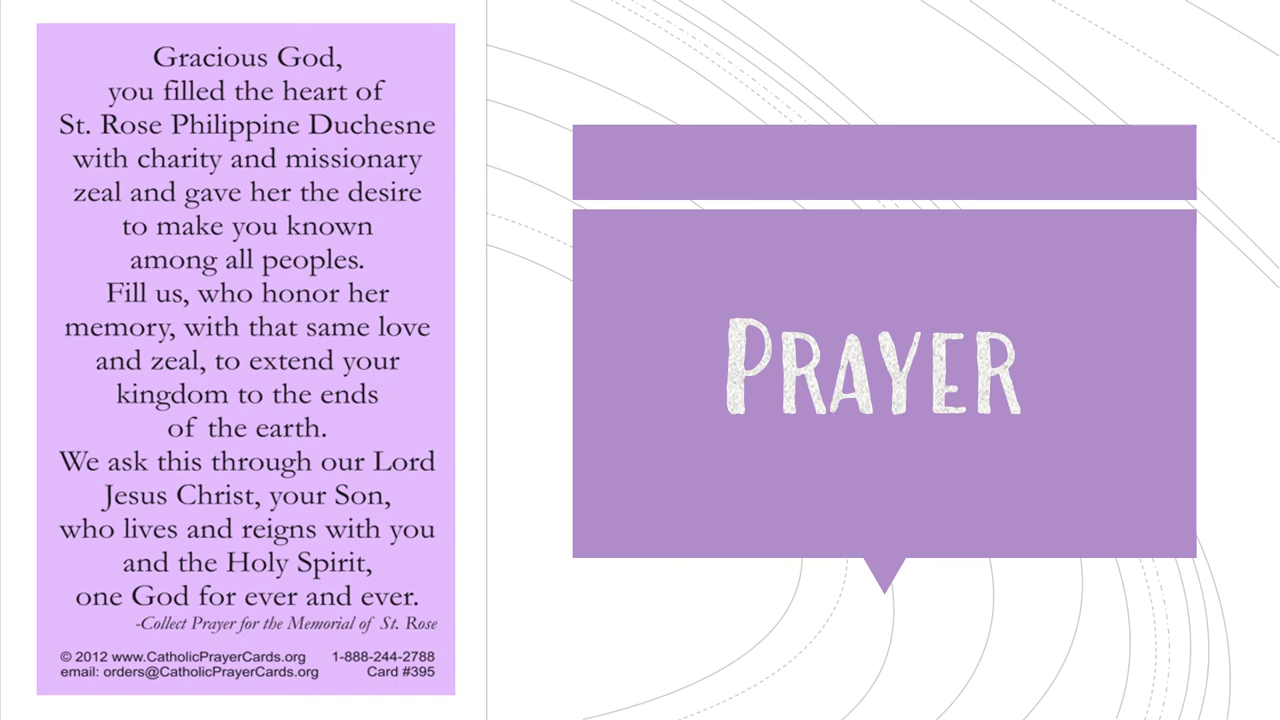 Gracious God,
you filled the heart of
St. Rose Philippine Duchesne
with charity and missionary
zeal and gave her the desire
to make you known
among all peoples.
Fill us, who honor her
memory, with that same love
and zeal, to extend your
kingdom to the ends
of the earth.
We ask this through our Lord
Jesus Christ, your Son,
who lives and reigns with you
and the Holy Spirit,
one God for ever and ever.
-Collect Prayer for the Memorial of St. Rose
© 2012 www.CatholicPrayerCards.org 1-888-244-2788
email: orders@CatholicPrayerCards.org Card #395
PRAYER